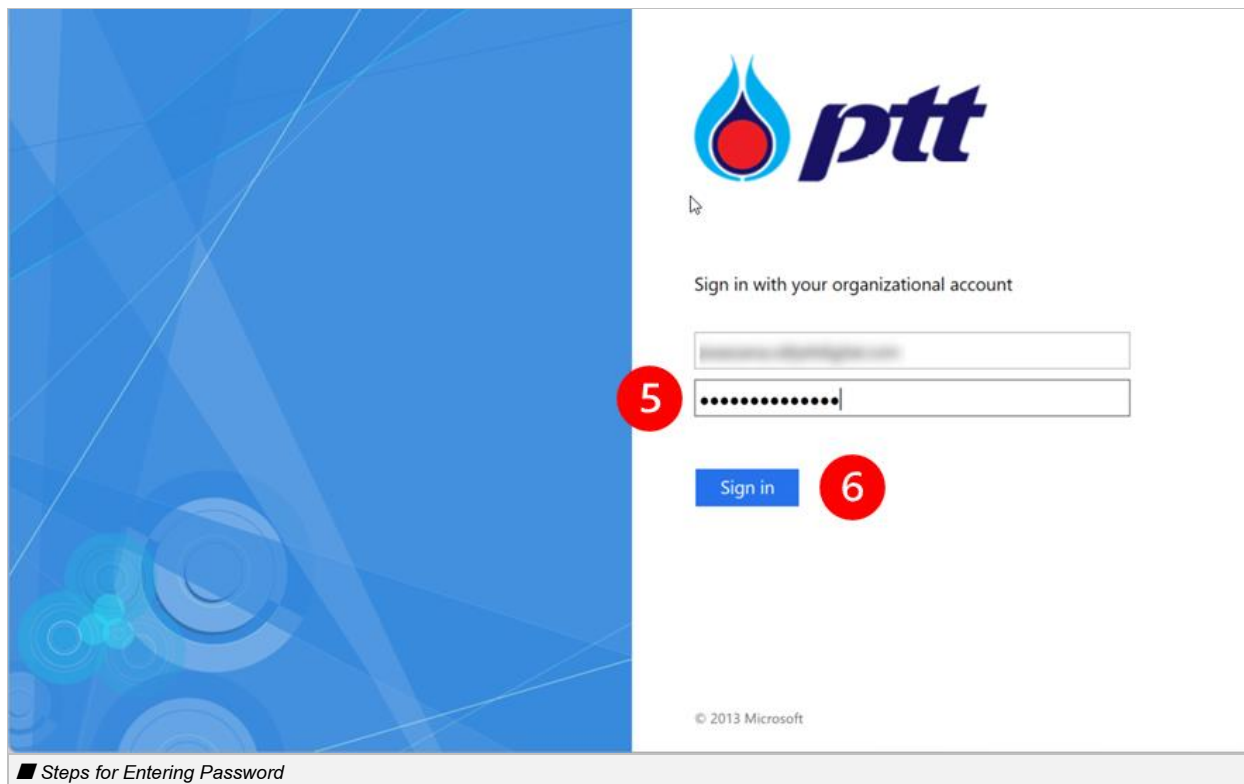 ptt
Sign in with your organizational account
5
••••••••••••••
Sign in
6
© 2013 Microsoft
Steps for Entering Password